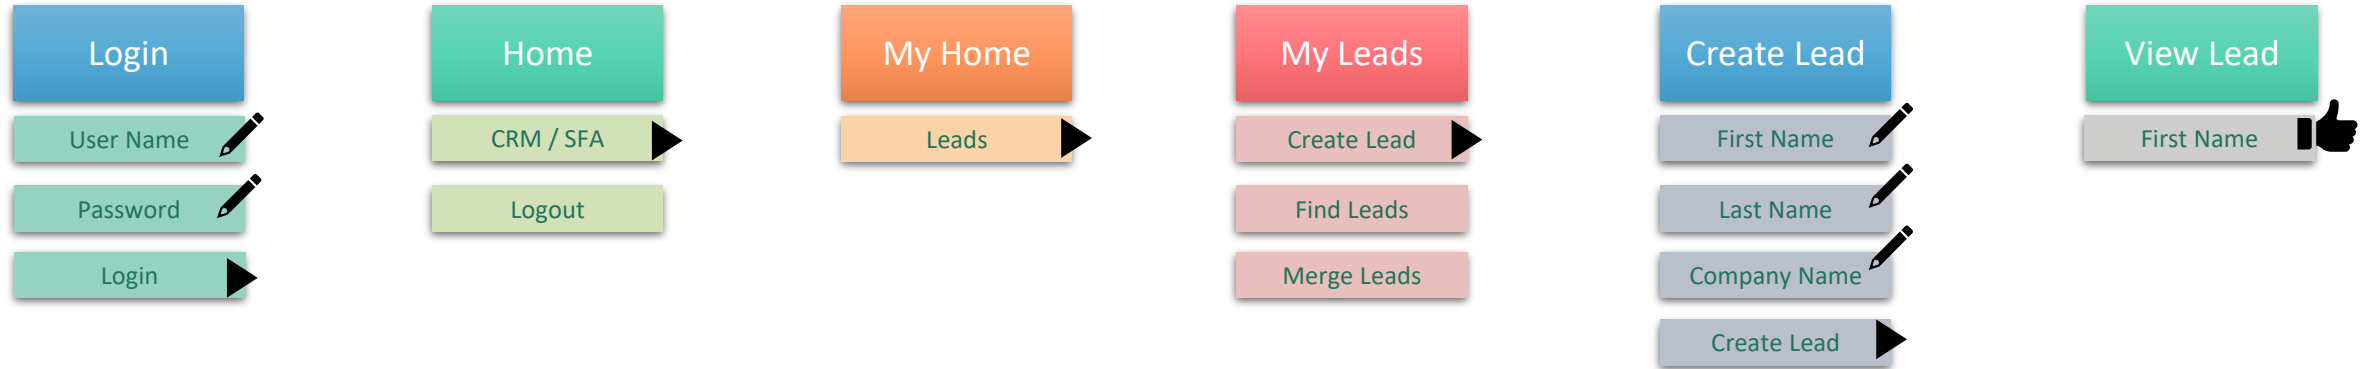 Login
User Name
Password
Login
Home
CRM / SFA
Logout
My Home
Leads
My Leads
Create Lead
Find Leads
Merge Leads
Create Lead
First Name
Last Name
Company Name
Create Lead
View Lead
First Name